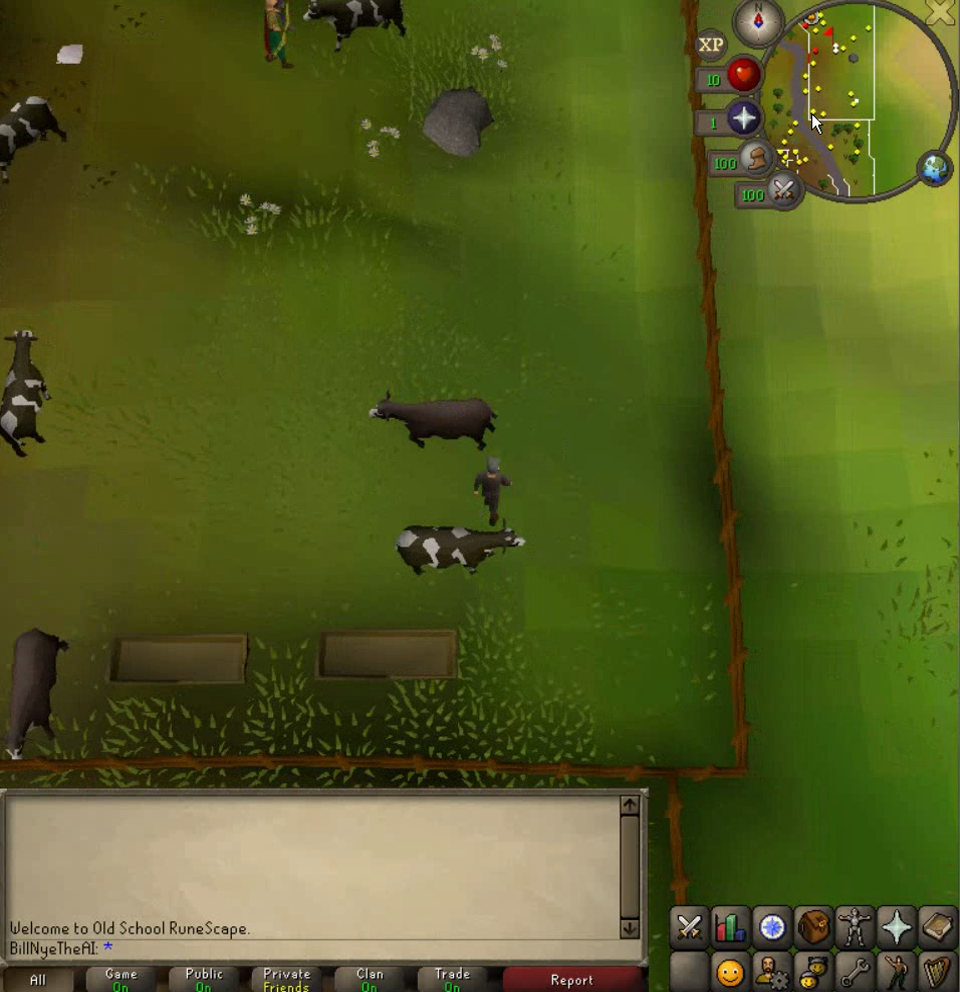 N
XP
10
1
100
100
Welcome to Old School RuneScape.
BillNyeTheAI: *
All
Game
On
Public
On
Private
Friends
Clan
On
Trade
On
Report